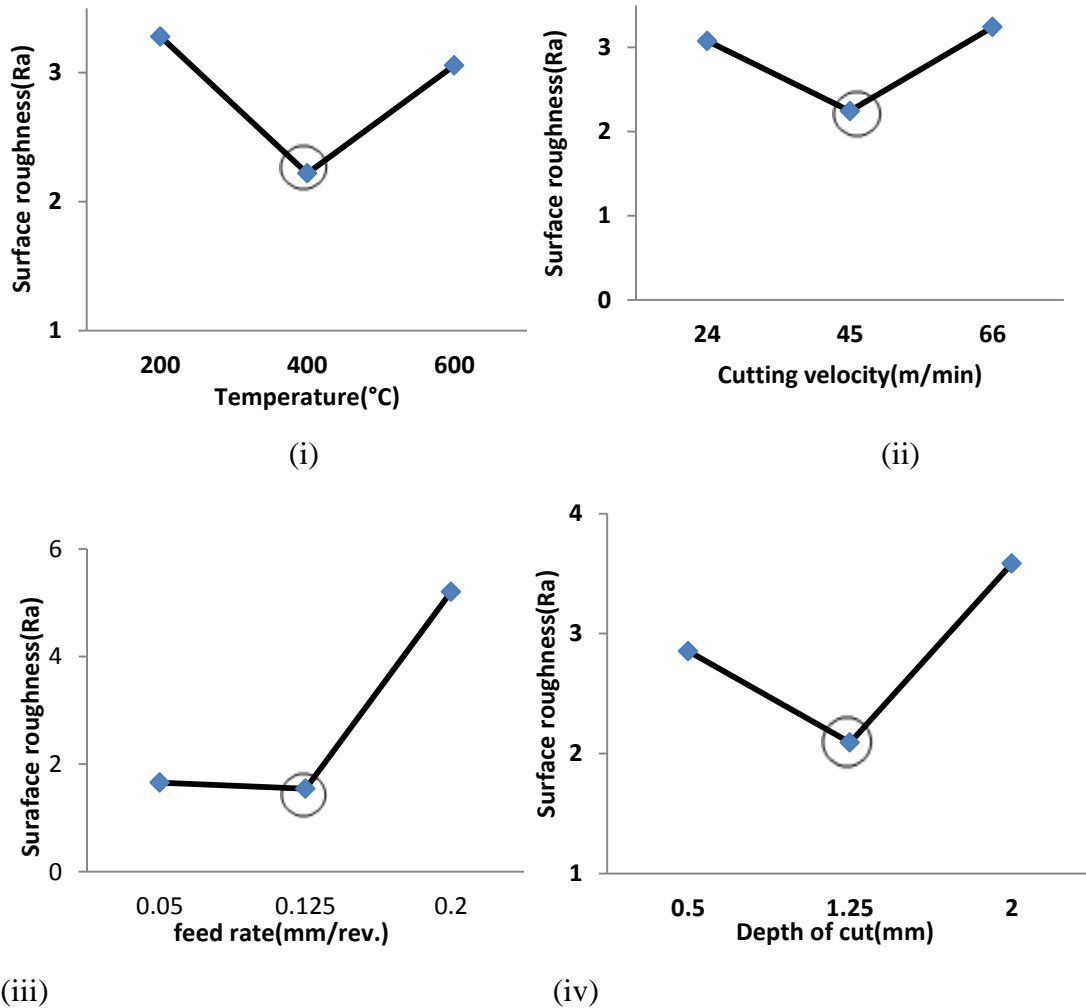 Surface roughness(Ra)
3
2
1
200 400 600
Temperature(°C)
(i)
Surface roughness(Ra)
3
2
1
0
24 45 66
Cutting velocity(m/min)
(ii)
Suraface roughness(Ra)
6
4
2
0
0.05 0.125 0.2
feed rate(mm/rev.)
(iii)
Surface roughness(Ra)
4
3
2
1
0.5 1.25 2
Depth of cut(mm)
(iv)